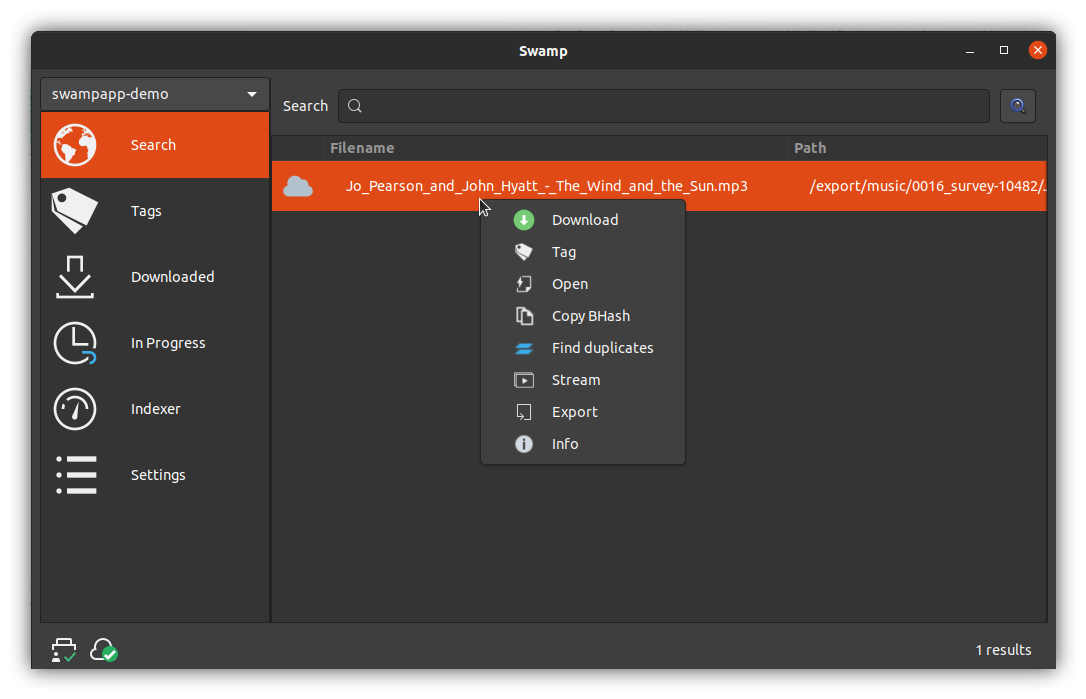 Swamp
swampapp-demo
Search
Tags
Downloaded
In Progress
Indexer
Settings
Search
Filename Path
Jo_Pearson_and_John_Hyatt_-_The_Wind_and_the_Sun.mp3 /export/music/0016_survey-10482/
Download
Tag
Open
Copy BHash
Find duplicates
Stream
Export
Info
1 results